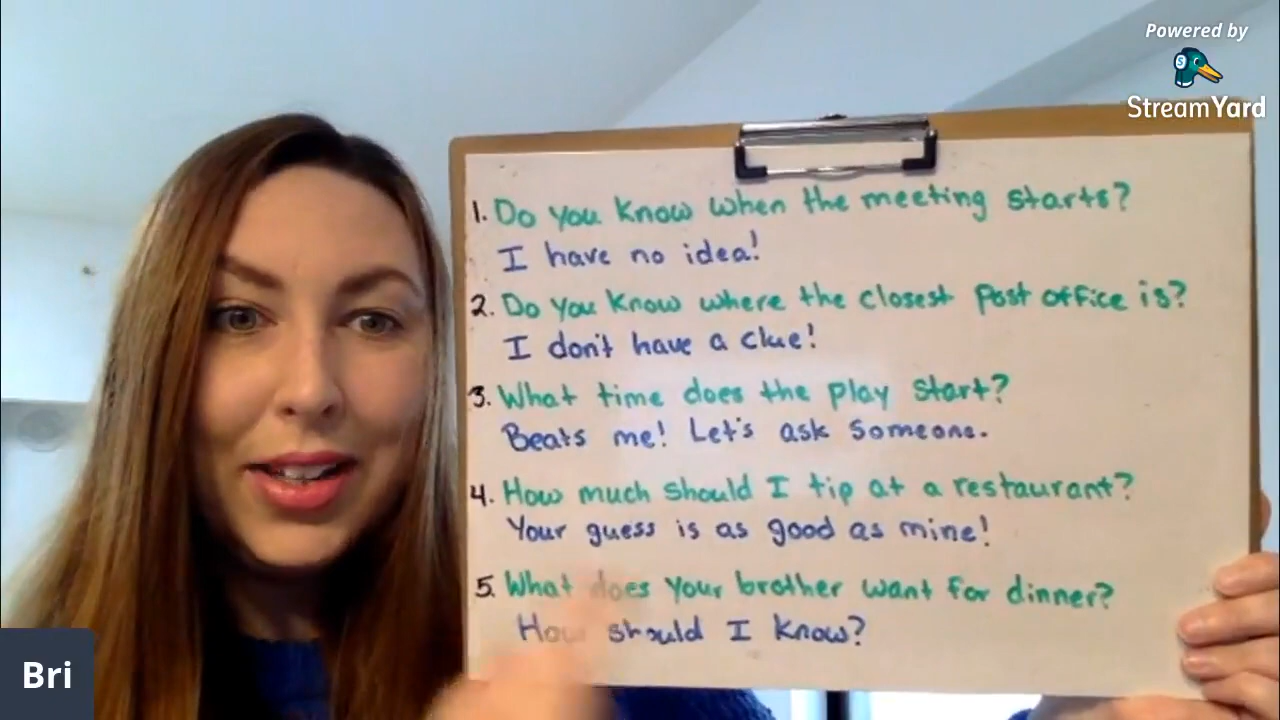 Powered by
StreamYard
1. Do you know when the meeting starts?
I have no idea!
2. Do you know where the closest post office is?
I don't have a clue!
3. What time does the play start?
Beats me! Let's ask someone.
4. How much should I tip at a restaurant?
Your guess is as good as mine!
5. What does your brother want for dinner?
How should I know?
Bri